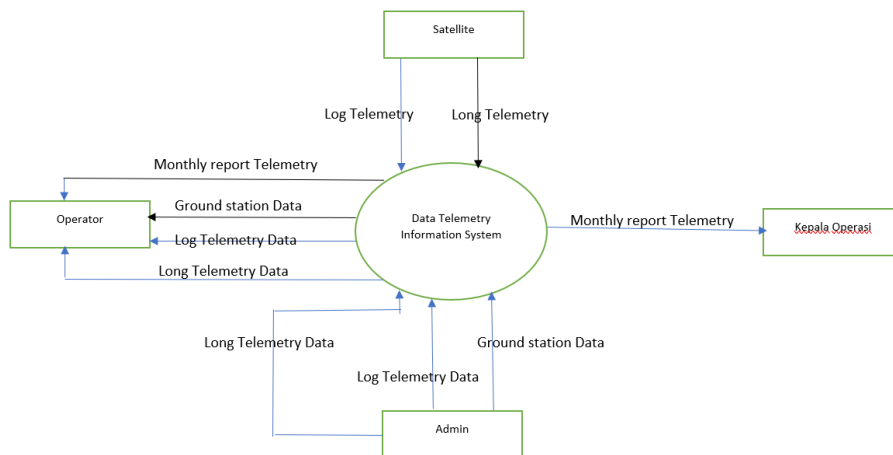 Satellite
Log Telemetry
Long Telemetry
Monthly report Telemetry
Ground station Data
Operator
Data Telemetry
Information System
Monthly report Telemetry
Kepala Operasi
Log Telemetry Data
Long Telemetry Data
Long Telemetry Data
Ground station Data
Log Telemetry Data
Admin